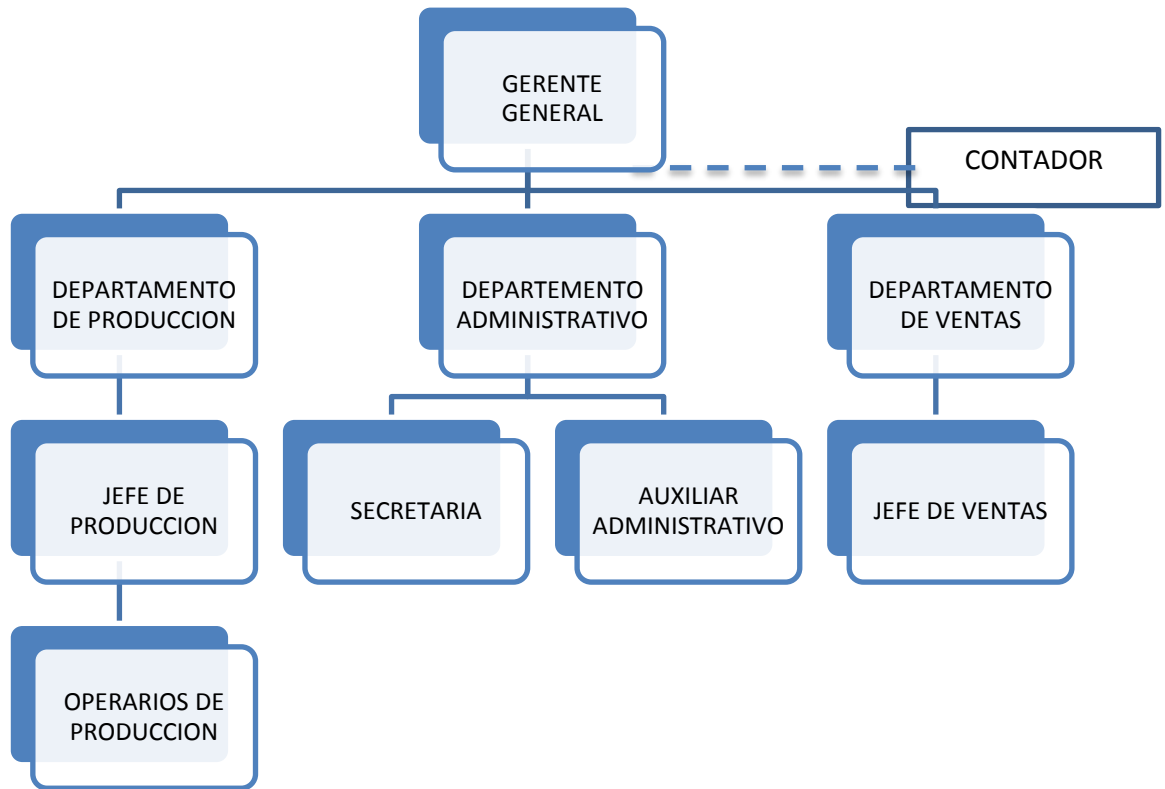 GERENTE
GENERAL
CONTADOR
DEPARTAMENTO
DE PRODUCCION
DEPARTEMENTO
ADMINISTRATIVO
DEPARTAMENTO
DE VENTAS
JEFE DE
PRODUCCION
SECRETARIA
AUXILIAR
ADMINISTRATIVO
JEFE DE VENTAS
OPERARIOS DE
PRODUCCION